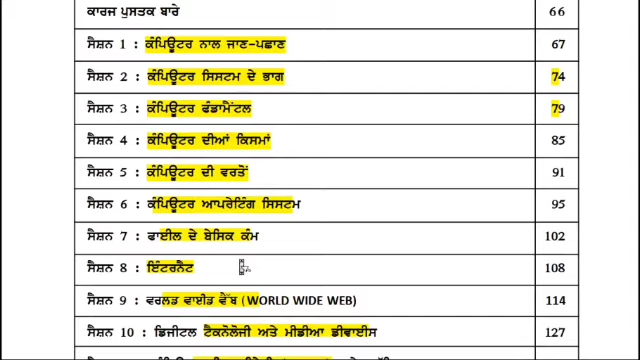 ਕਾਰਜ ਪੁਸਤਕ ਬਾਰੇ 66
ਸੈਸ਼ਨ 1 : ਕੰਪਿਊਟਰ ਨਾਲ ਜਾਣ-ਪਛਾਣ 67
ਸੈਸ਼ਨ 2 : ਕੰਪਿਊਟਰ ਸਿਸਟਮ ਦੇ ਭਾਗ 74
ਸੈਸ਼ਨ 3 : ਕੰਪਿਊਟਰ ਫੰਡਾਮੈਂਟਲ 79
ਸੈਸ਼ਨ 4 : ਕੰਪਿਊਟਰ ਦੀਆਂ ਕਿਸਮਾਂ 85
ਸੈਸ਼ਨ 5 : ਕੰਪਿਊਟਰ ਦੀ ਵਰਤੋਂ 91
ਸੈਸ਼ਨ 6 : ਕੰਪਿਊਟਰ ਆਪਰੇਟਿੰਗ ਸਿਸਟਮ 95
ਸੈਸ਼ਨ 7 : ਫਾਈਲ ਦੇ ਬੇਸਿਕ ਕੰਮ 102
ਸੈਸ਼ਨ 8 : ਇੰਟਰਨੈਟ 108
ਸੈਸ਼ਨ 9 : ਵਰਲਡ ਵਾਈਡ ਵੈੱਬ (WORLD WIDE WEB) 114
ਸੈਸ਼ਨ 10 : ਡਿਜੀਟਲ ਟੈਕਨੋਲੋਜੀ ਅਤੇ ਮੀਡੀਆ ਡੀਵਾਈਸ 127